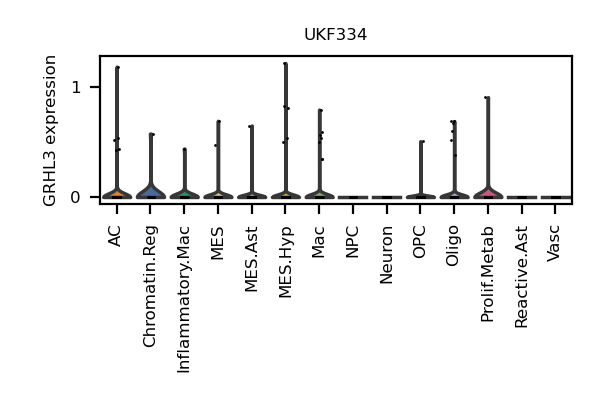 UKF334
GRHL3 expression
1
0
AC
Chromatin.Reg
Inflammatory.Mac
MES
MES.Ast
MES.Hyp
Mac
NPC
Neuron
OPC
Oligo
Prolif.Metab
Reactive.Ast
Vasc